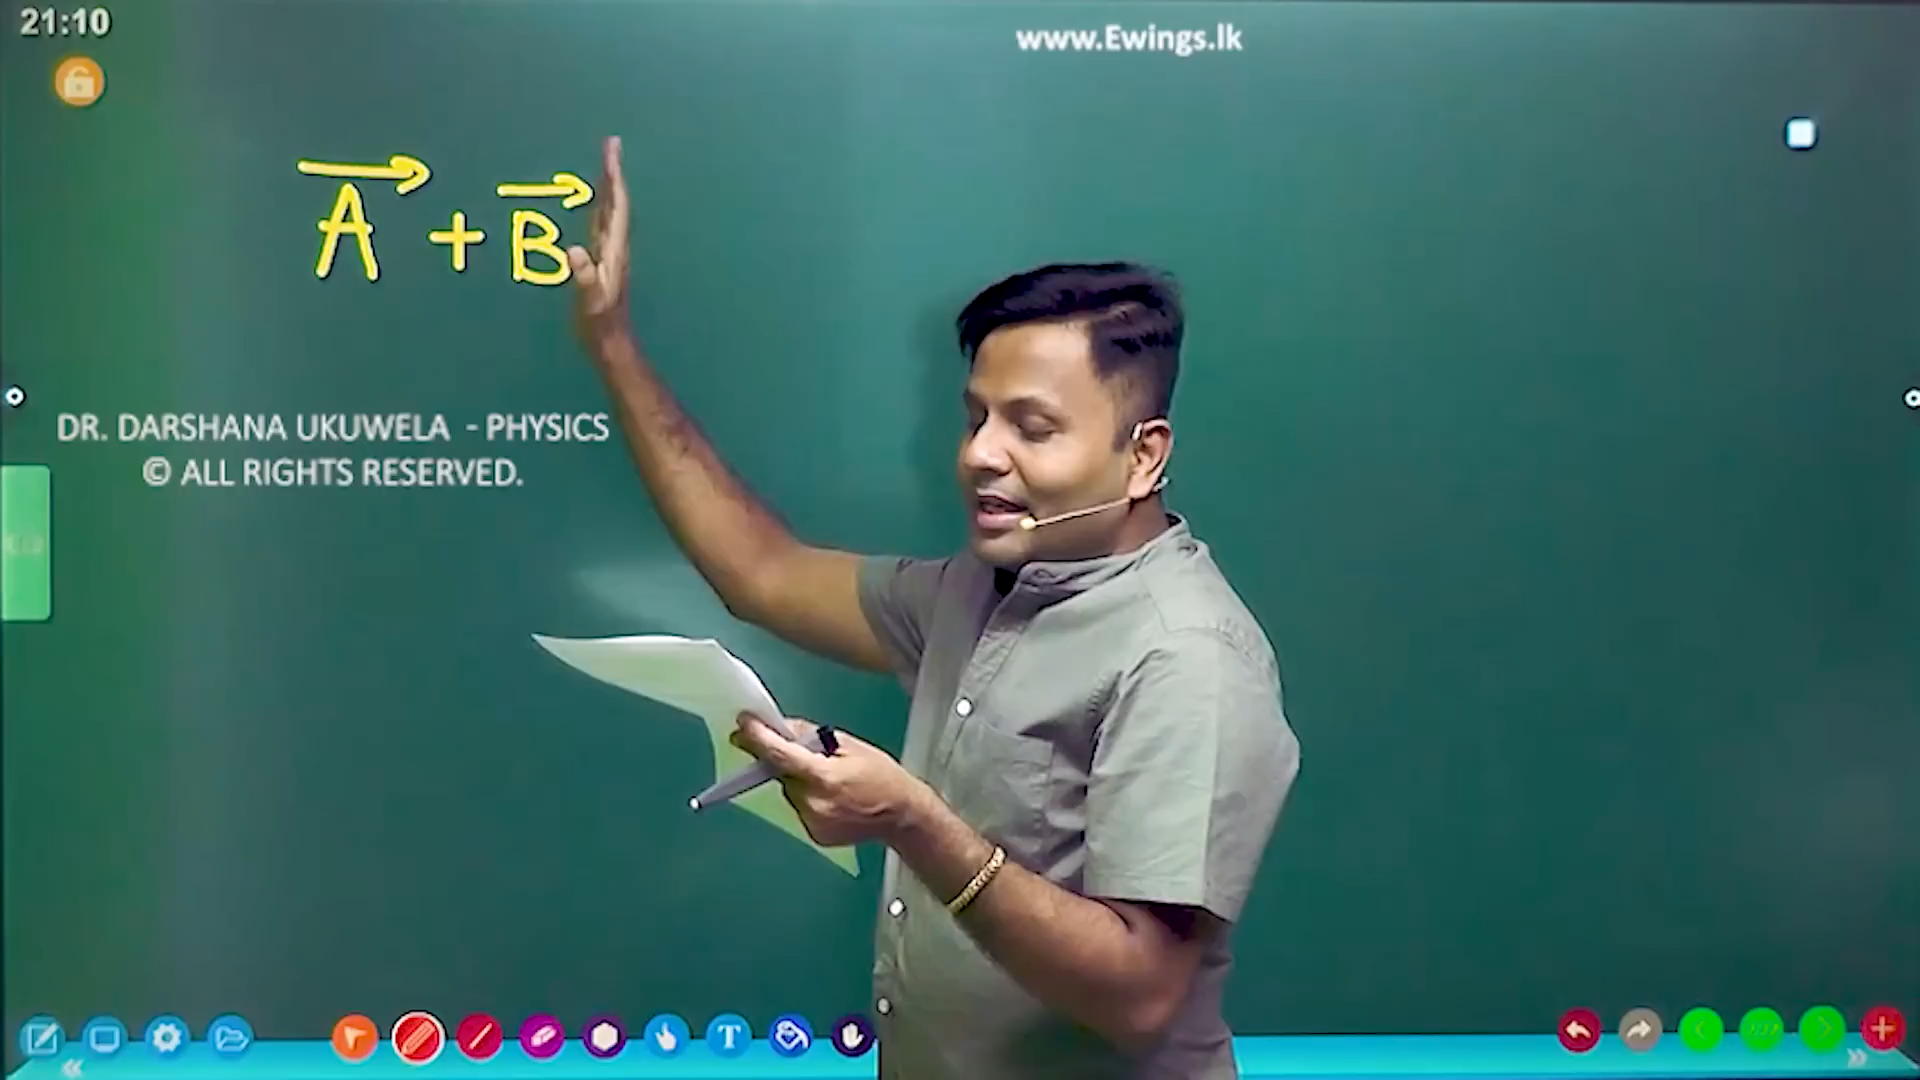 21:10
www.Ewings.lk
A + B
DR. DARSHANA UKUWELA - PHYSICS
© ALL RIGHTS RESERVED.
T